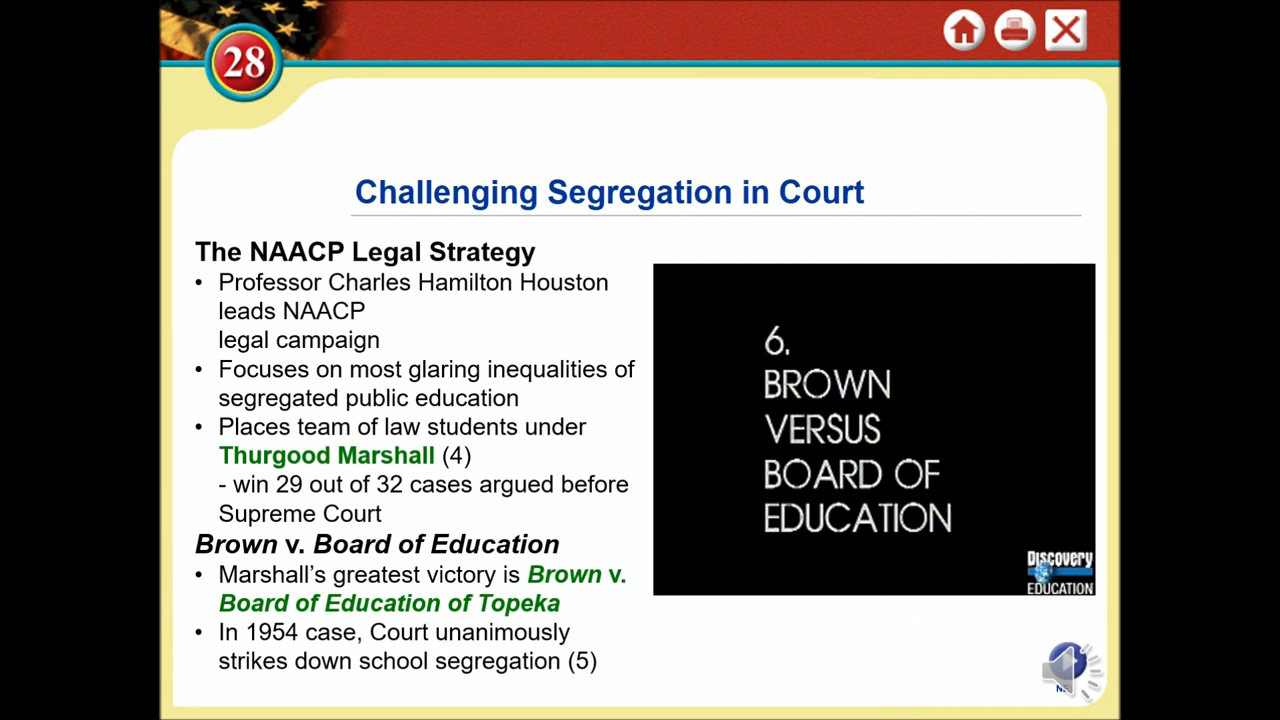 28
Challenging Segregation in Court
The NAACP Legal Strategy
• Professor Charles Hamilton Houston
leads NAACP
legal campaign
• Focuses on most glaring inequalities of
segregated public education
• Places team of law students under
Thurgood Marshall (4)
- win 29 out of 32 cases argued before
Supreme Court
Brown v. Board of Education
• Marshall’s greatest victory is Brown v.
Board of Education of Topeka
• In 1954 case, Court unanimously
strikes down school segregation (5)
6.
BROWN
VERSUS
BOARD OF
EDUCATION
Discovery
EDUCATION